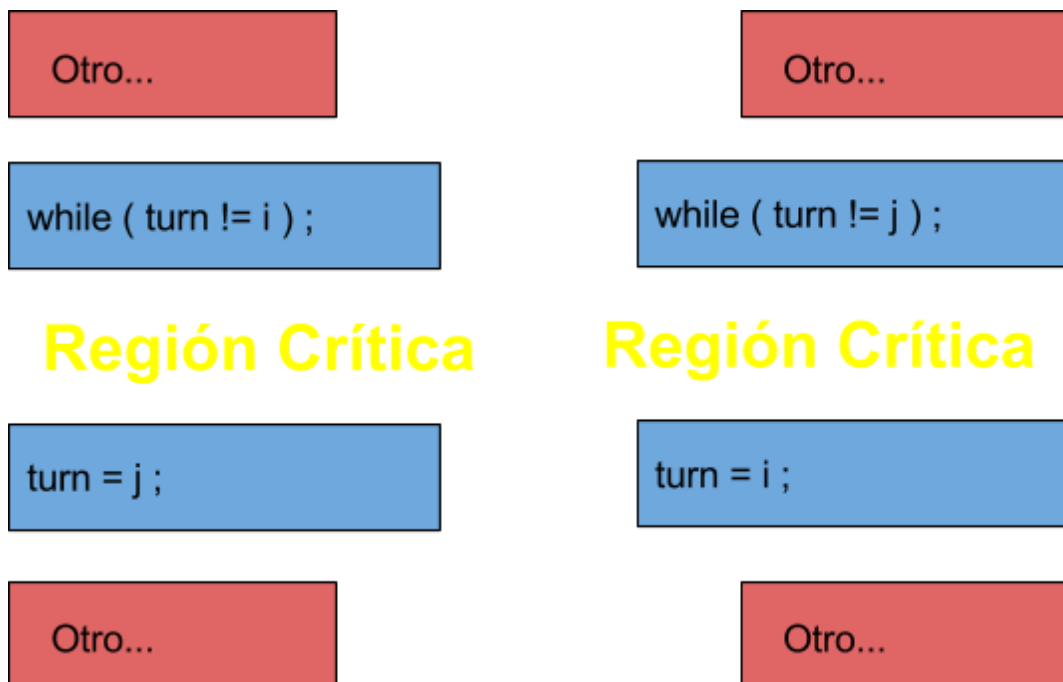 Otro...
while ( turn != i ) ;
Región Crítica
turn = j ;
Otro...
Otro...
while ( turn != j ) ;
Región Crítica
turn = i ;
Otro...